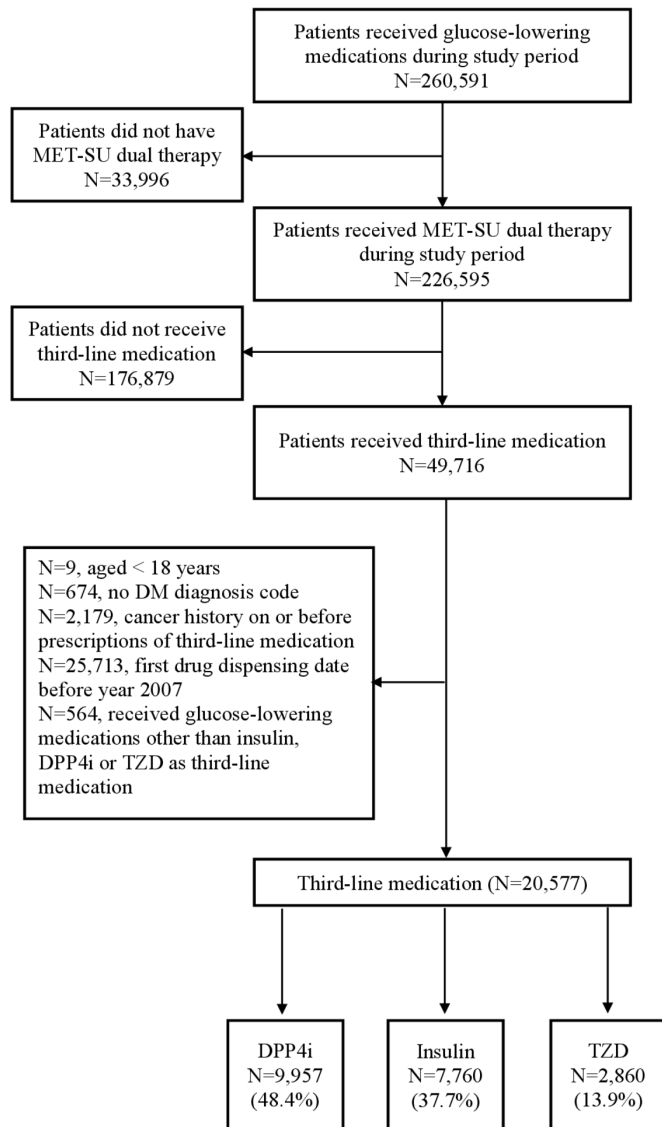 Patients received glucose-lowering
medications during study period
N=260,591
Patients did not have
MET-SU dual therapy
N=33,996
Patients received MET-SU dual therapy
during study period
N=226,595
Patients did not receive
third-line medication
N=176,879
Patients received third-line medication
N=49,716
N=9, aged < 18 years
N=674, no DM diagnosis code
N=2,179, cancer history on or before
prescriptions of third-line medication
N=25,713, first drug dispensing date
before year 2007
N=564, received glucose-lowering
medications other than insulin,
DPP4i or TZD as third-line
medication
Third-line medication (N=20,577)
DPP4i
N=9,957
(48.4%)
Insulin
N=7,760
(37.7%)
TZD
N=2,860
(13.9%)